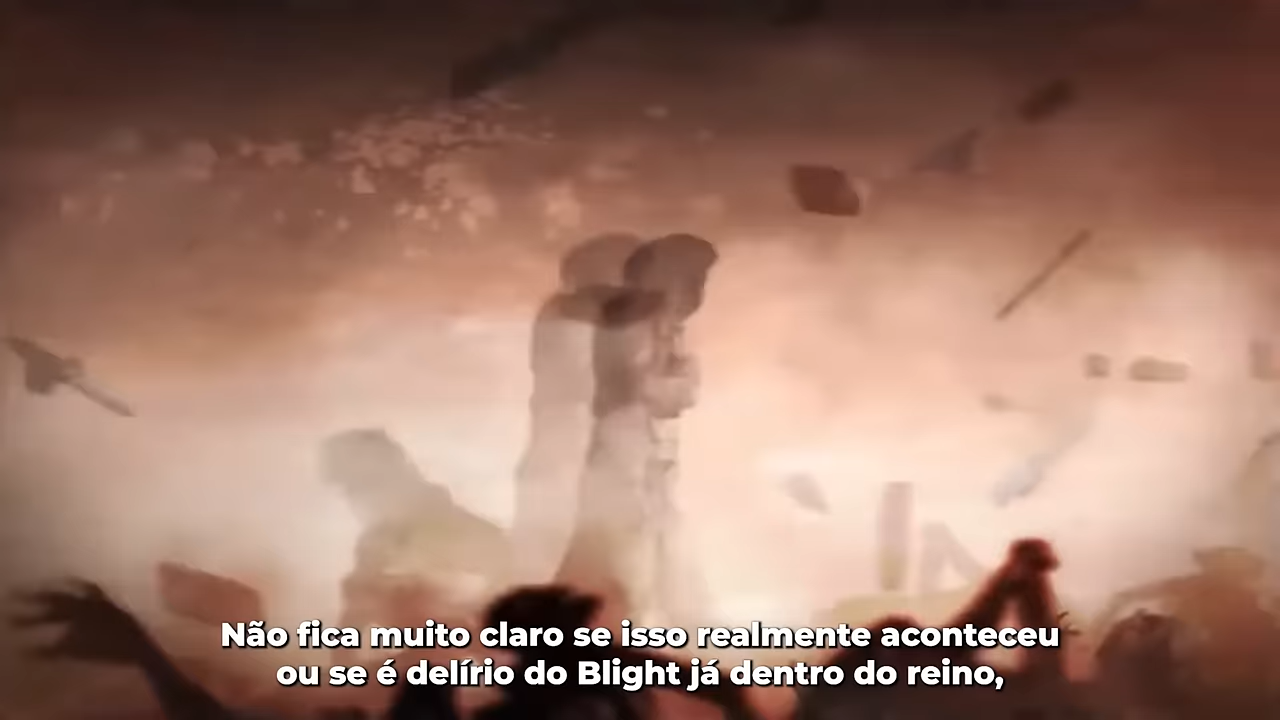 Não fica muito claro se isso realmente aconteceu
ou se é delírio do Blight já dentro do reino,